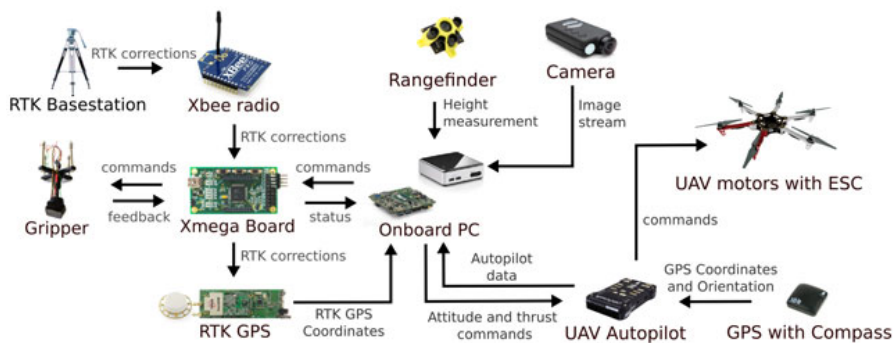 RTK corrections
RTK Basestation
XBee
Xbee radio
Rangefinder
Camera
Height
measurement
Image
stream
RTK corrections
commands
feedback
Gripper
Xmega Board
commands
status
Onboard PC
UAV motors with ESC
commands
RTK corrections
RTK GPS
RTK GPS
Coordinates
Autopilot
data
Attitude and thrust
commands
UAV Autopilot
GPS Coordinates
and Orientation
GPS with Compass